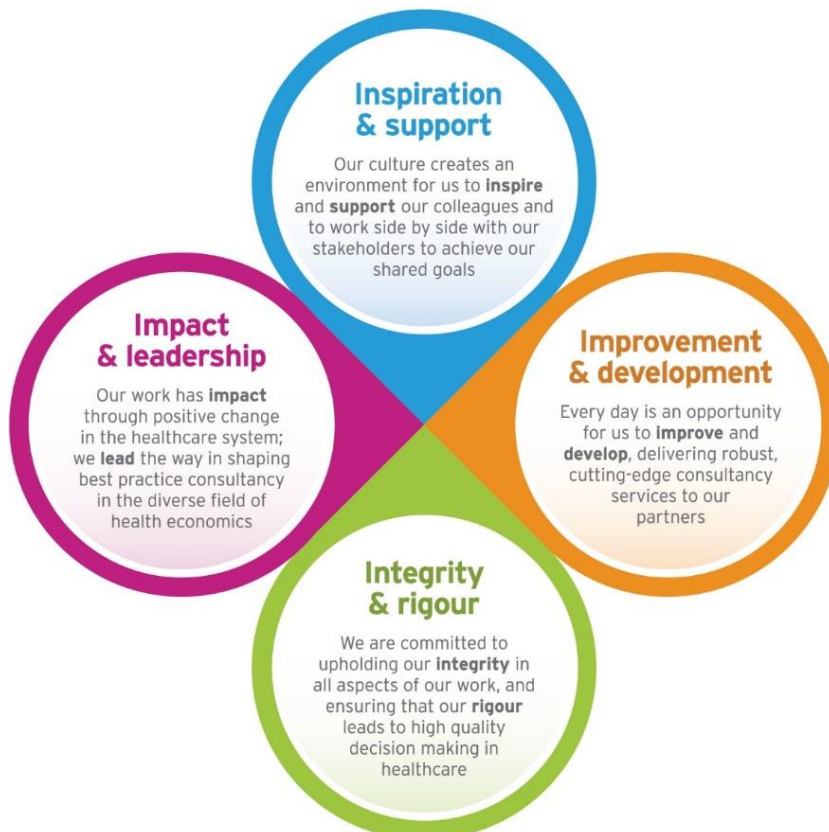 Inspiration
& support
Our culture creates an
environment for us to inspire
and support our colleagues and
to work side by side with our
stakeholders to achieve our
shared goals
Impact
& leadership
Our work has impact
through positive change
in the healthcare system;
we lead the way in shaping
best practice consultancy
in the diverse field of
health economics
Improvement
& development
Every day is an opportunity
for us to improve and
develop, delivering robust,
cutting-edge consultancy
services to our
partners
Integrity
& rigour
We are committed to
upholding our integrity in
all aspects of our work, and
ensuring that our rigour
leads to high quality
decision making in
healthcare